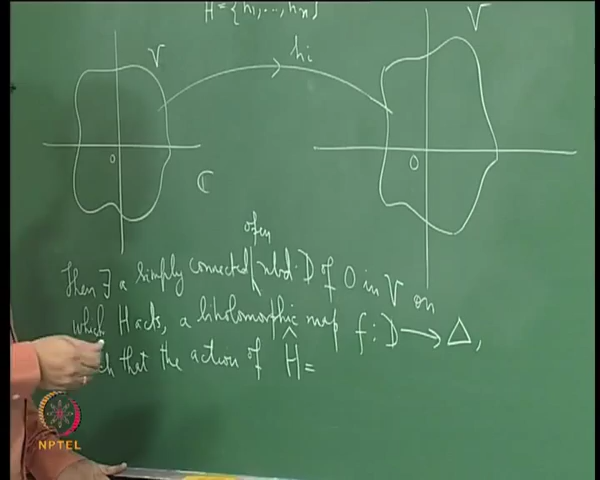 H = {h1, ..., hn}
V
V
hi
0
0
ℂ
open
Then ∃ a simply connected nbd. D of 0 in V on
which H acts, a biholomorphic map f: D → Δ,
that the action of Ĥ =
NPTEL